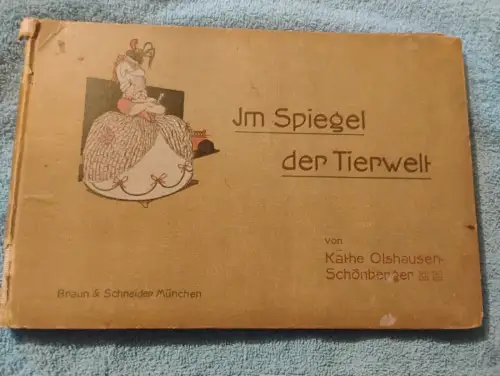 Jm Spiegel
der Tierwelt
von
Käthe Olshausen-
Schönberger
Braun & Schneider München